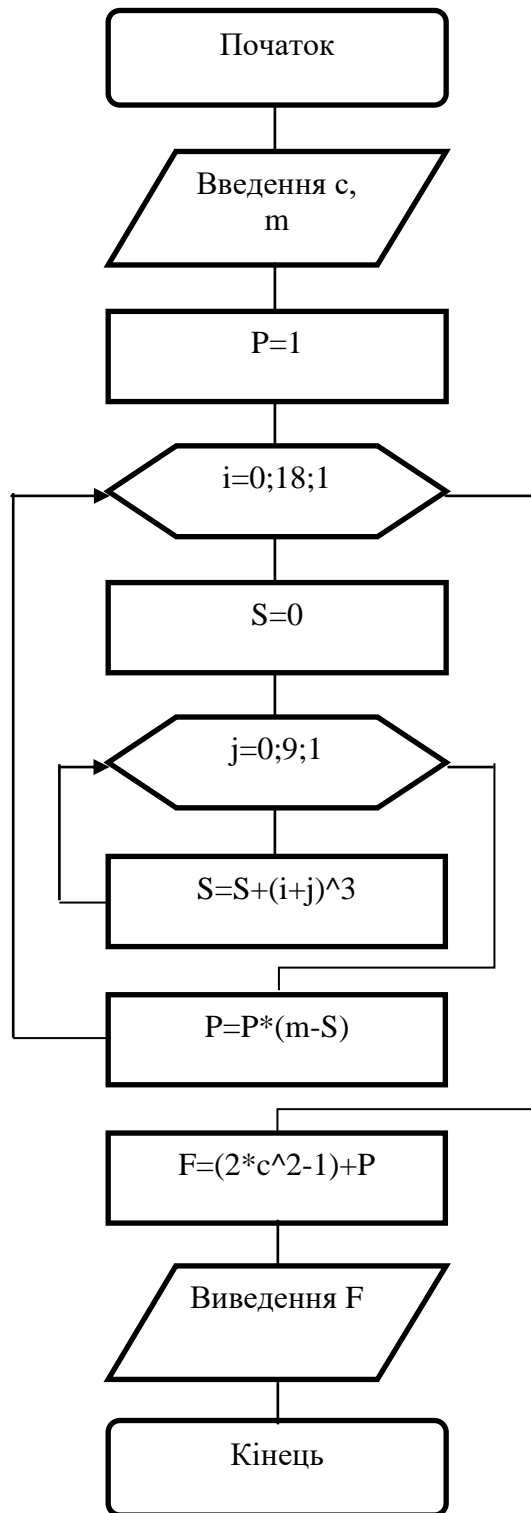 Початок
Введення c,
m
P=1
i=0;18;1
S=0
j=0;9;1
S=S+(i+j)^3
P=P*(m-S)
F=(2*c^2-1)+P
Виведення F
Кінець